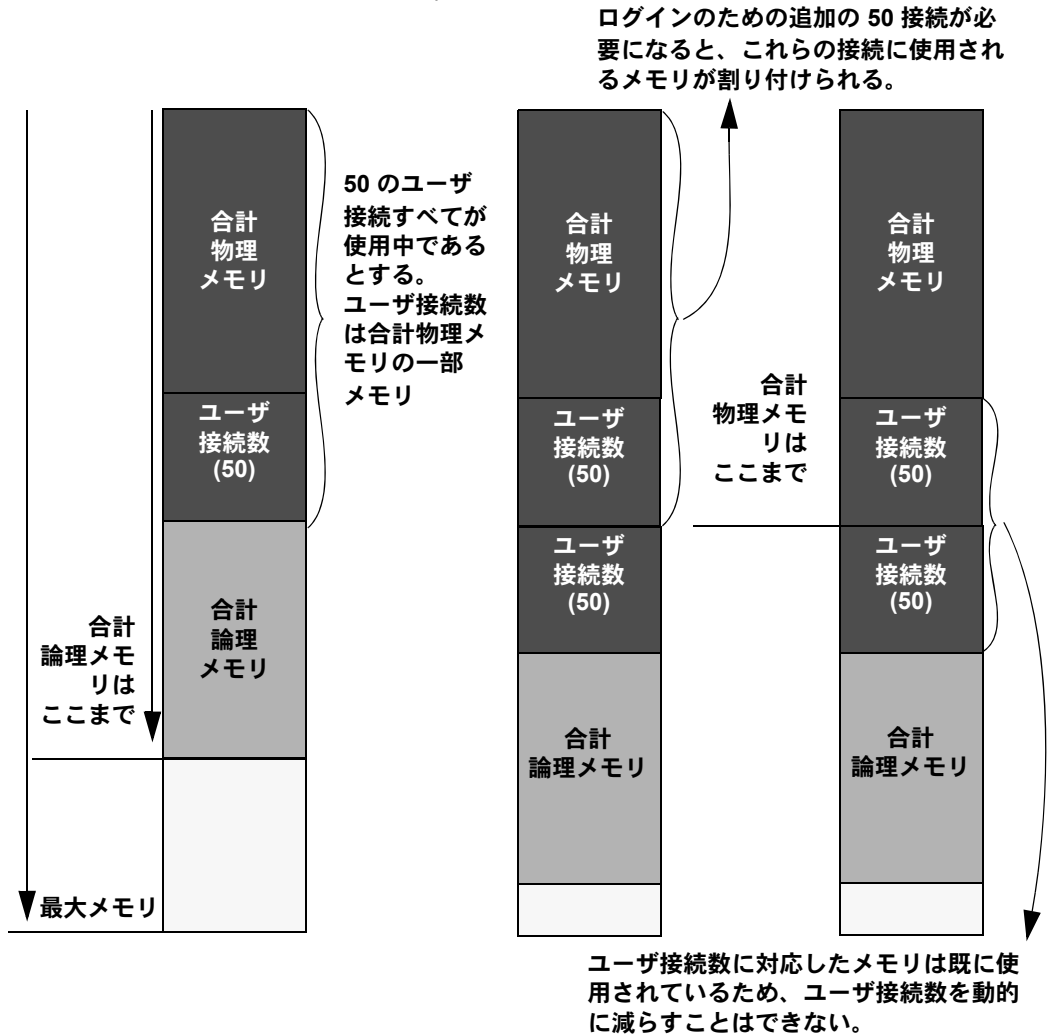 ログインのための追加の 50 接続が必
要になると、これらの接続に使用され
るメモリが割り付けられる。
合計
物理
メモリ
ユーザ
接続数
(50)
合計
論理
メモリ
50 のユーザ
接続すべてが
使用中である
とする。
ユーザ接続数
は合計物理メ
モリの一部
メモリ
合計
論理メモ
リは
ここまで
最大メモリ
合計
物理
メモリ
ユーザ
接続数
(50)
ユーザ
接続数
(50)
合計
論理メモリ
合計
物理メモ
リは
ここまで
合計
物理
メモリ
ユーザ
接続数
(50)
ユーザ
接続数
(50)
合計
論理メモリ
ユーザ接続数に対応したメモリは既に使
用されているため、ユーザ接続数を動的
に減らすことはできない。